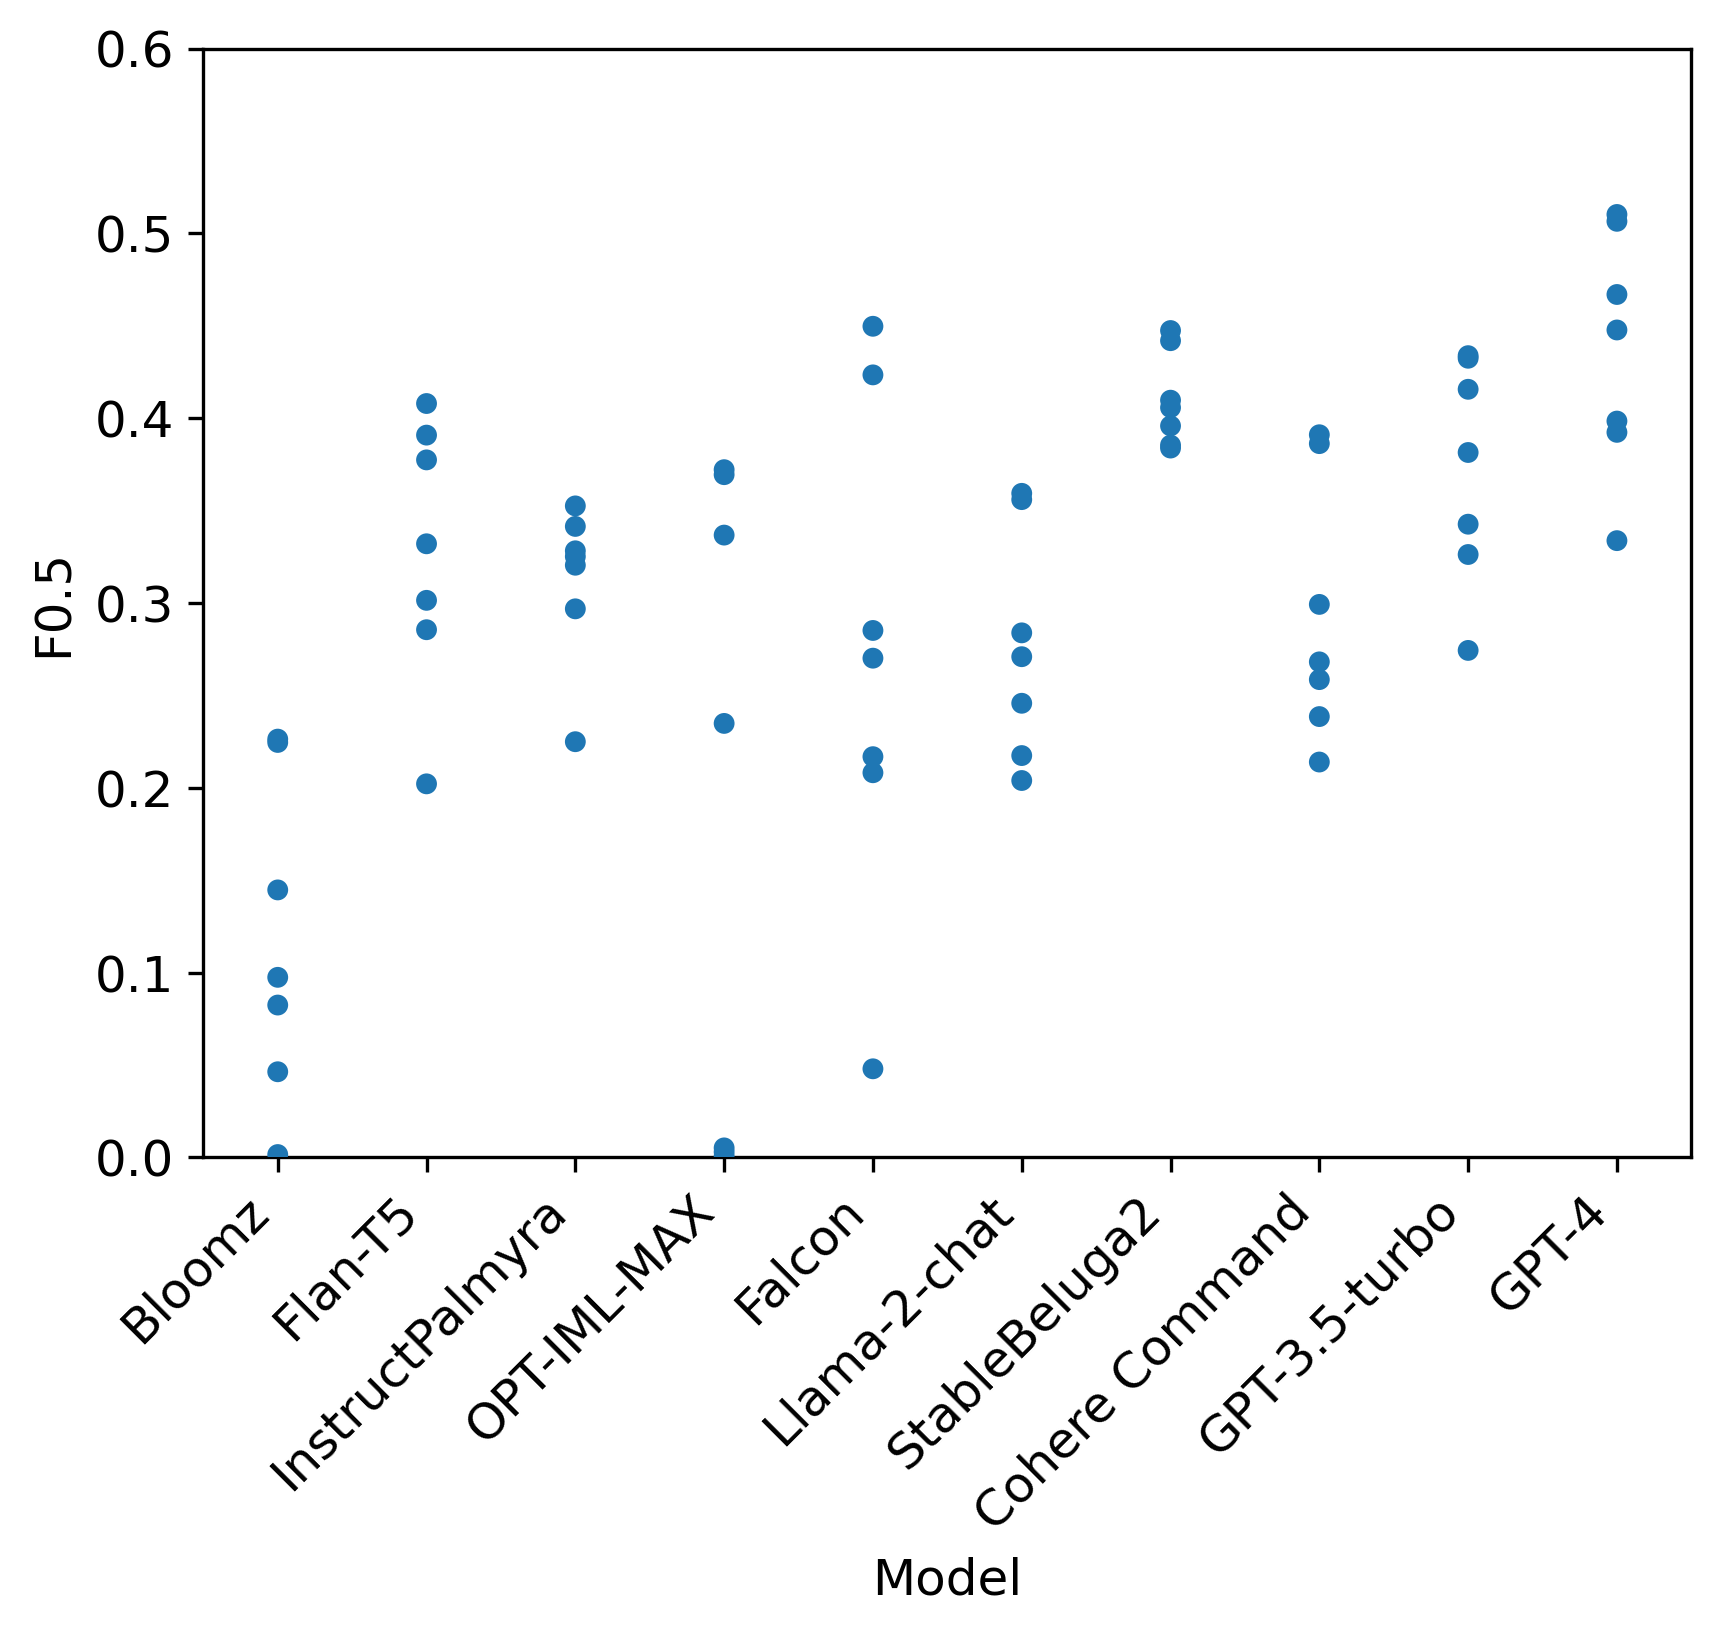 0.6
0.5
0.4
0.3
0.2
0.1
0.0
F0.5
Bloomz
Flan-T5
InstructPalmyra
OPT-IML-MAX
Falcon
Llama-2-chat
StableBeluga2
Cohere Command
GPT-3.5-turbo
GPT-4
Model